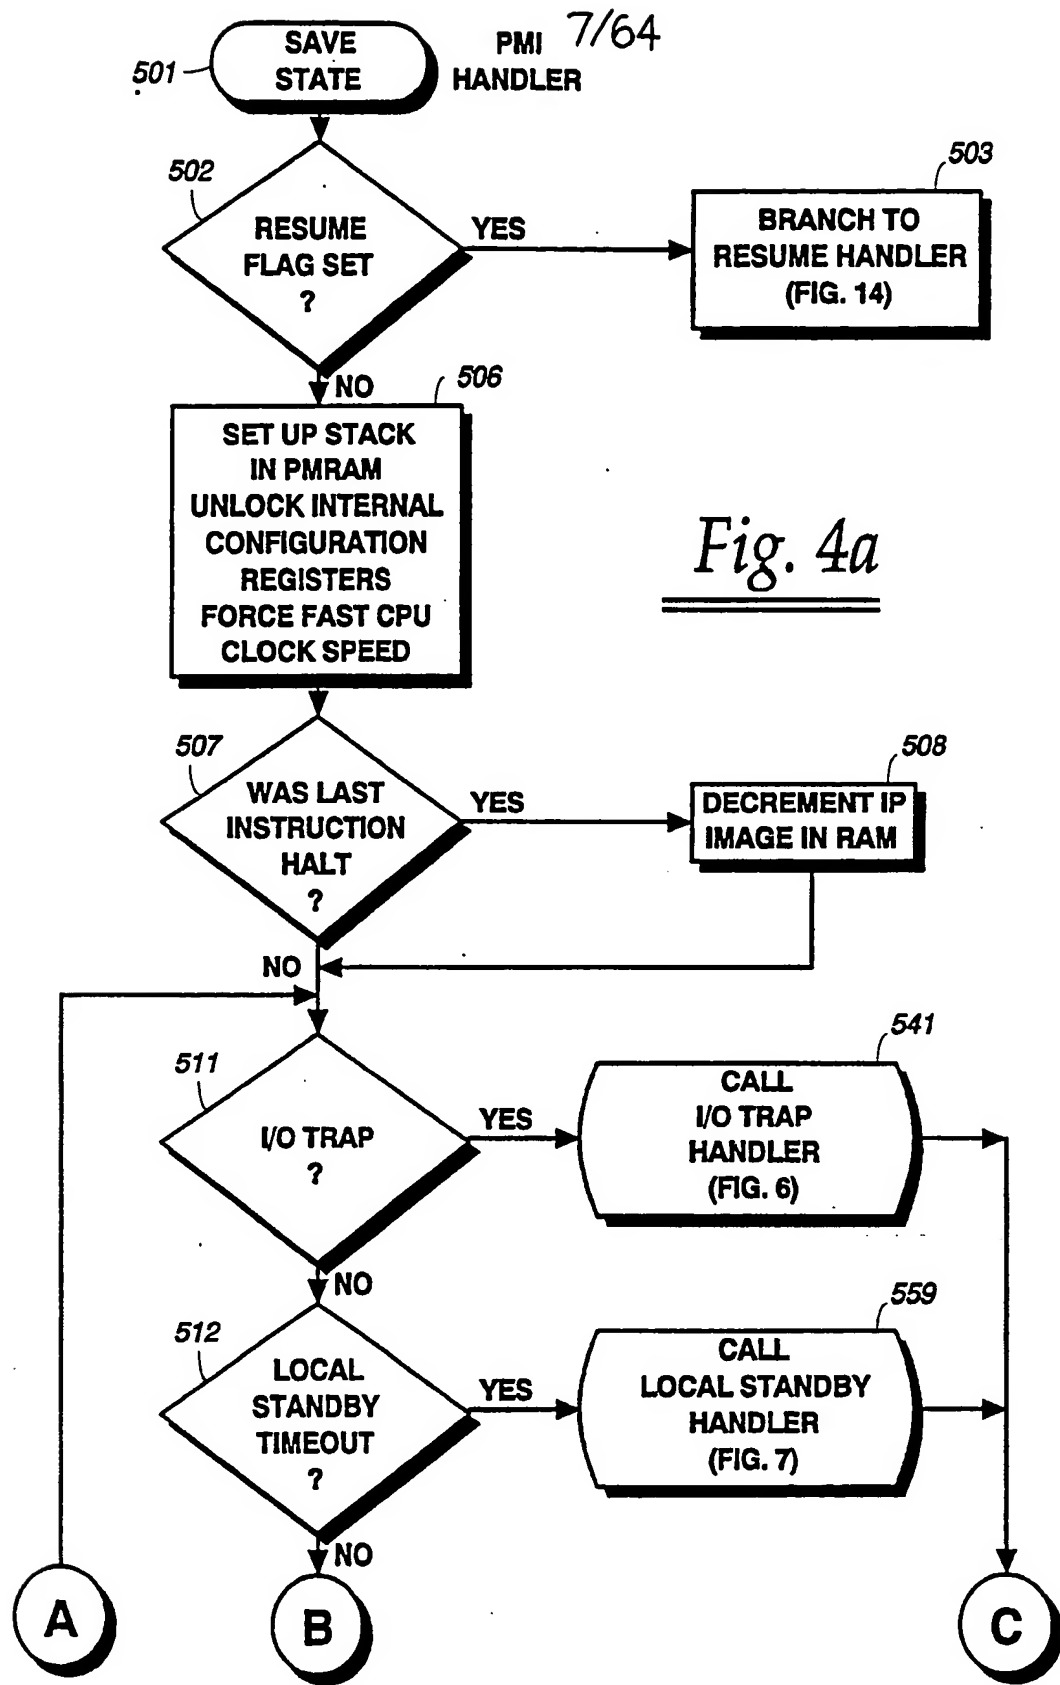 7/64
SAVE
STATE
501
PMI
HANDLER
502
RESUME
FLAG SET
?
YES
503
BRANCH TO
RESUME HANDLER
(FIG. 14)
NO
506
SET UP STACK
IN PMRAM
UNLOCK INTERNAL
CONFIGURATION
REGISTERS
FORCE FAST CPU
CLOCK SPEED
Fig. 4a
507
WAS LAST
INSTRUCTION
HALT
?
YES
508
DECREMENT IP
IMAGE IN RAM
NO
511
I/O TRAP
?
YES
541
CALL
I/O TRAP
HANDLER
(FIG. 6)
NO
512
LOCAL
STANDBY
TIMEOUT
?
YES
559
CALL
LOCAL STANDBY
HANDLER
(FIG. 7)
NO
A
B
C